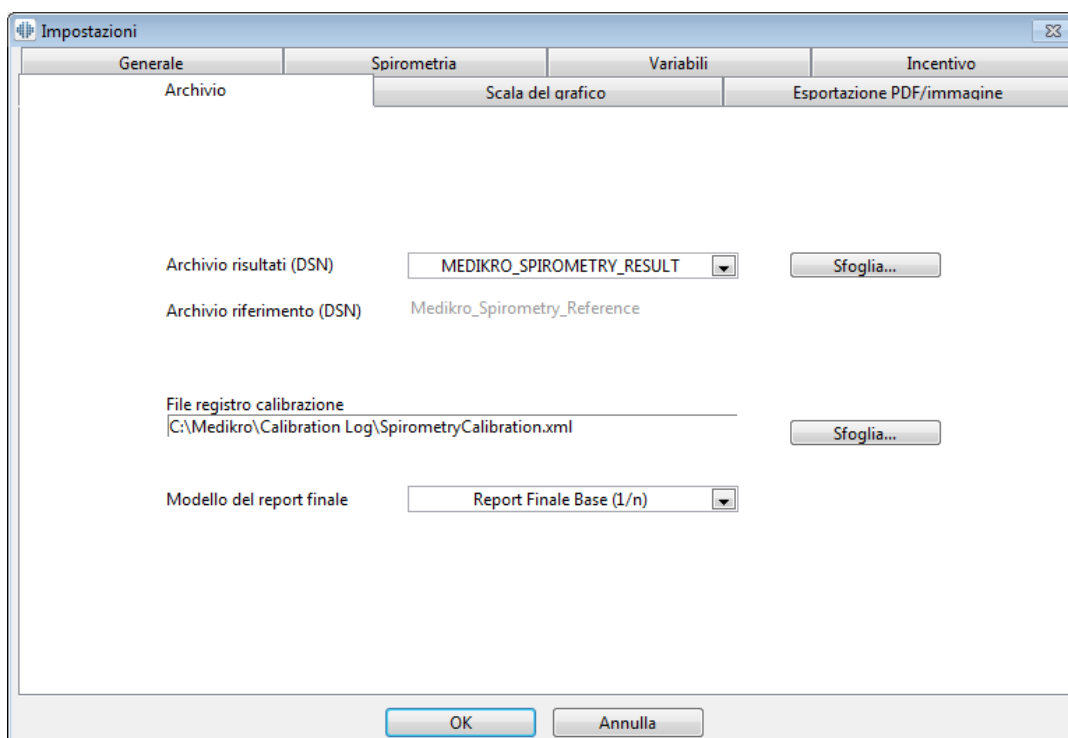 Impostazioni
Generale Spirometria Variabili Incentivo
Archivio Scala del grafico Esportazione PDF/immagine
Archivio risultati (DSN) MEDIKRO_SPIROMETRY_RESULT Sfoglia...
Archivio riferimento (DSN) Medikro_Spirometry_Reference
File registro calibrazione
C:\Medikro\Calibration Log\SpirometryCalibration.xml Sfoglia...
Modello del report finale Report Finale Base (1/n)
OK Annulla